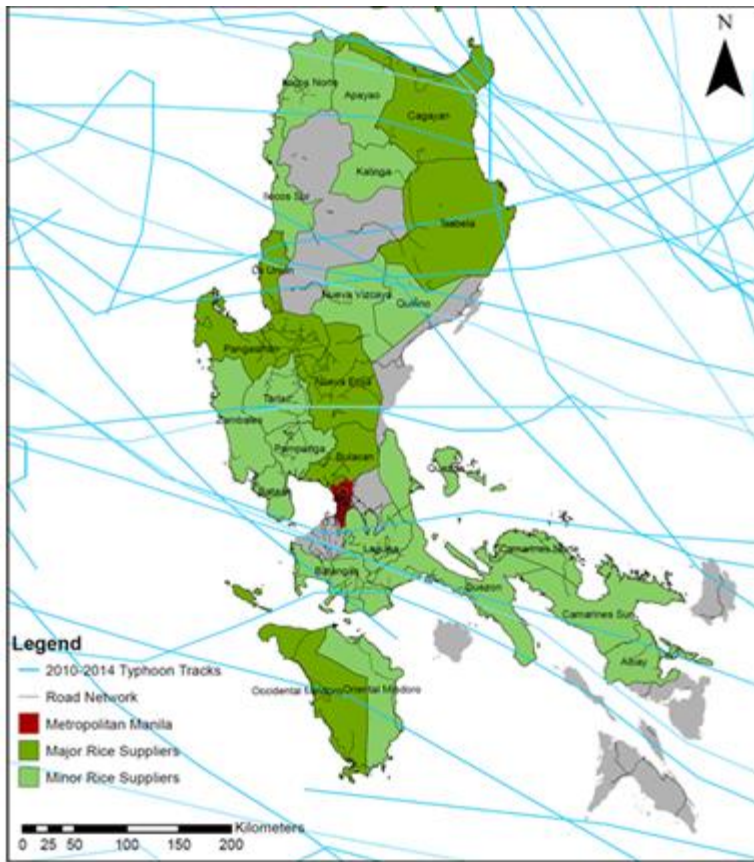 N
Ilocos Norte
Apayao
Cagayan
Kalinga
Ilocos Sur
Isabela
La Union
Nueva Vizcaya
Quirino
Pangasinan
Nueva Ecija
Tarlac
Zambales
Pampanga
Bulacan
Bataan
Quezon
Laguna
Camarines Norte
Batangas
Quezon
Camarines Sur
Albay
Occidental Mindoro
Oriental Mindoro
Legend
2010-2014 Typhoon Tracks
Road Network
Metropolitan Manila
Major Rice Suppliers
Minor Rice Suppliers
Kilometers
0 25 50 100 150 200